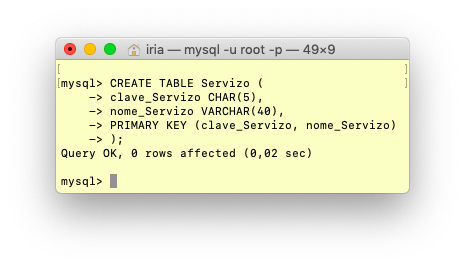 iria — mysql -u root -p — 49×9
mysql> CREATE TABLE Servizo (
    -> clave_Servizo CHAR(5),
    -> nome_Servizo VARCHAR(40),
    -> PRIMARY KEY (clave_Servizo, nome_Servizo)
    -> );
Query OK, 0 rows affected (0,02 sec)
mysql>